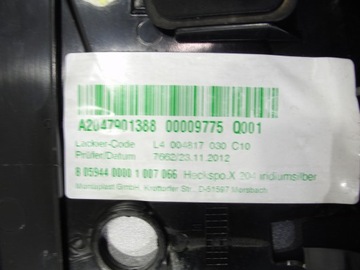 A2047901388 00009775 Q001
Lackier-Code L4 004817 030 C10
Prüfer/Datum 7662/23.11.2012
8 05944 0000 1 007 066 Heckspo.X 204 iridiumsilber
Montaplast GmbH, Krottorfer Str., D-51597 Morsbach